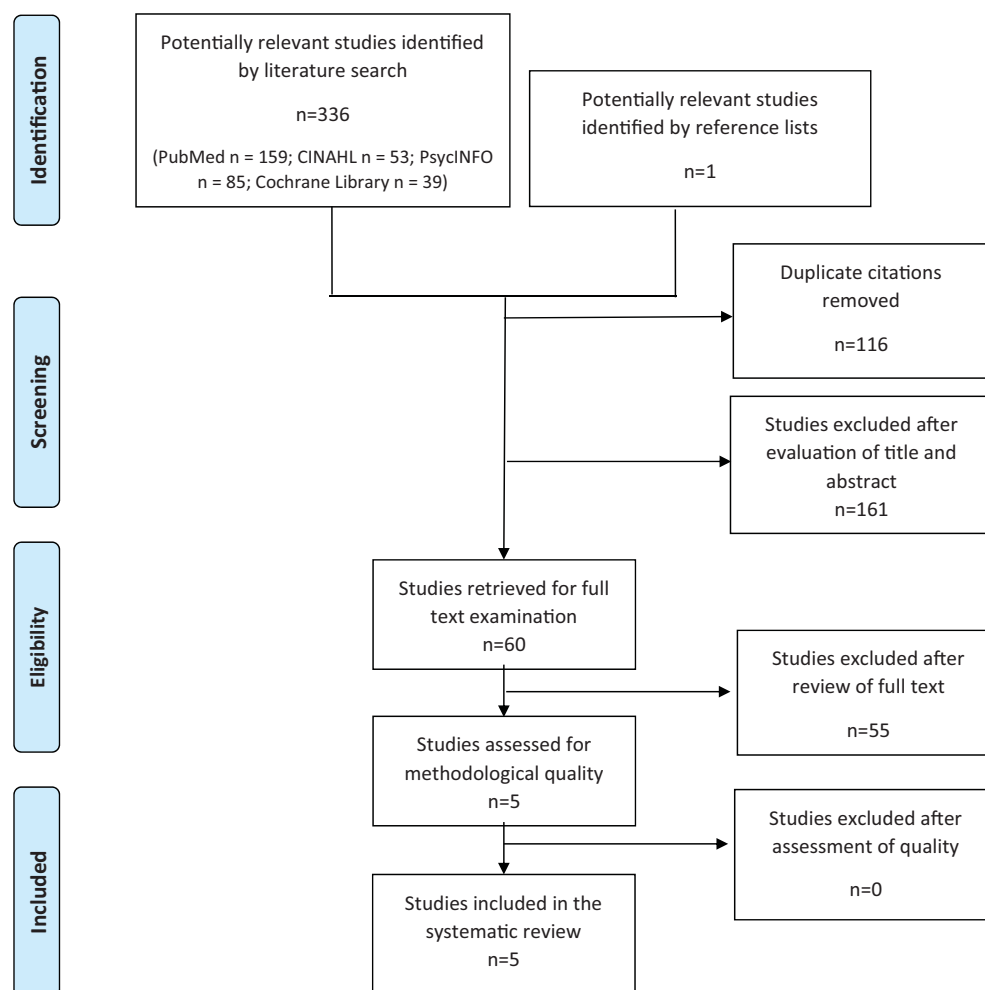 Identification
Potentially relevant studies identified
by literature search
n=336
(PubMed n = 159; CINAHL n = 53; PsycINFO
n = 85; Cochrane Library n = 39)
Potentially relevant studies
identified by reference lists
n=1
Screening
Duplicate citations
removed
n=116
Studies excluded after
evaluation of title and
abstract
n=161
Eligibility
Studies retrieved for full
text examination
n=60
Studies excluded after
review of full text
n=55
Studies assessed for
methodological quality
n=5
Included
Studies excluded after
assessment of quality
n=0
Studies included in the
systematic review
n=5